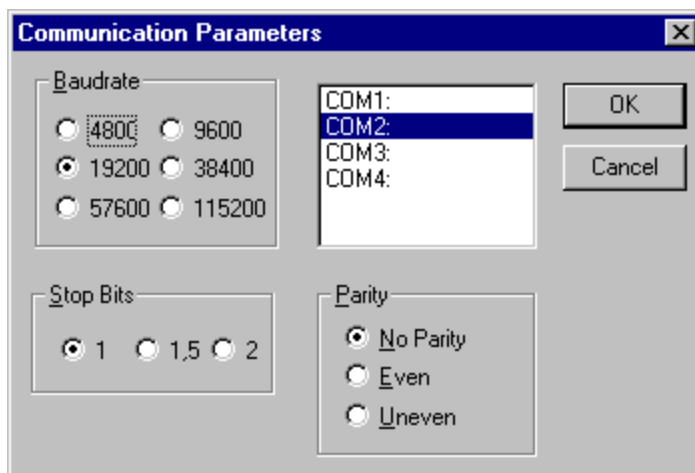 Communication Parameters
Baudrate
4800 9600
19200 38400
57600 115200
COM1:
COM2:
COM3:
COM4:
OK
Cancel
Stop Bits
1 1,5 2
Parity
No Parity
Even
Uneven